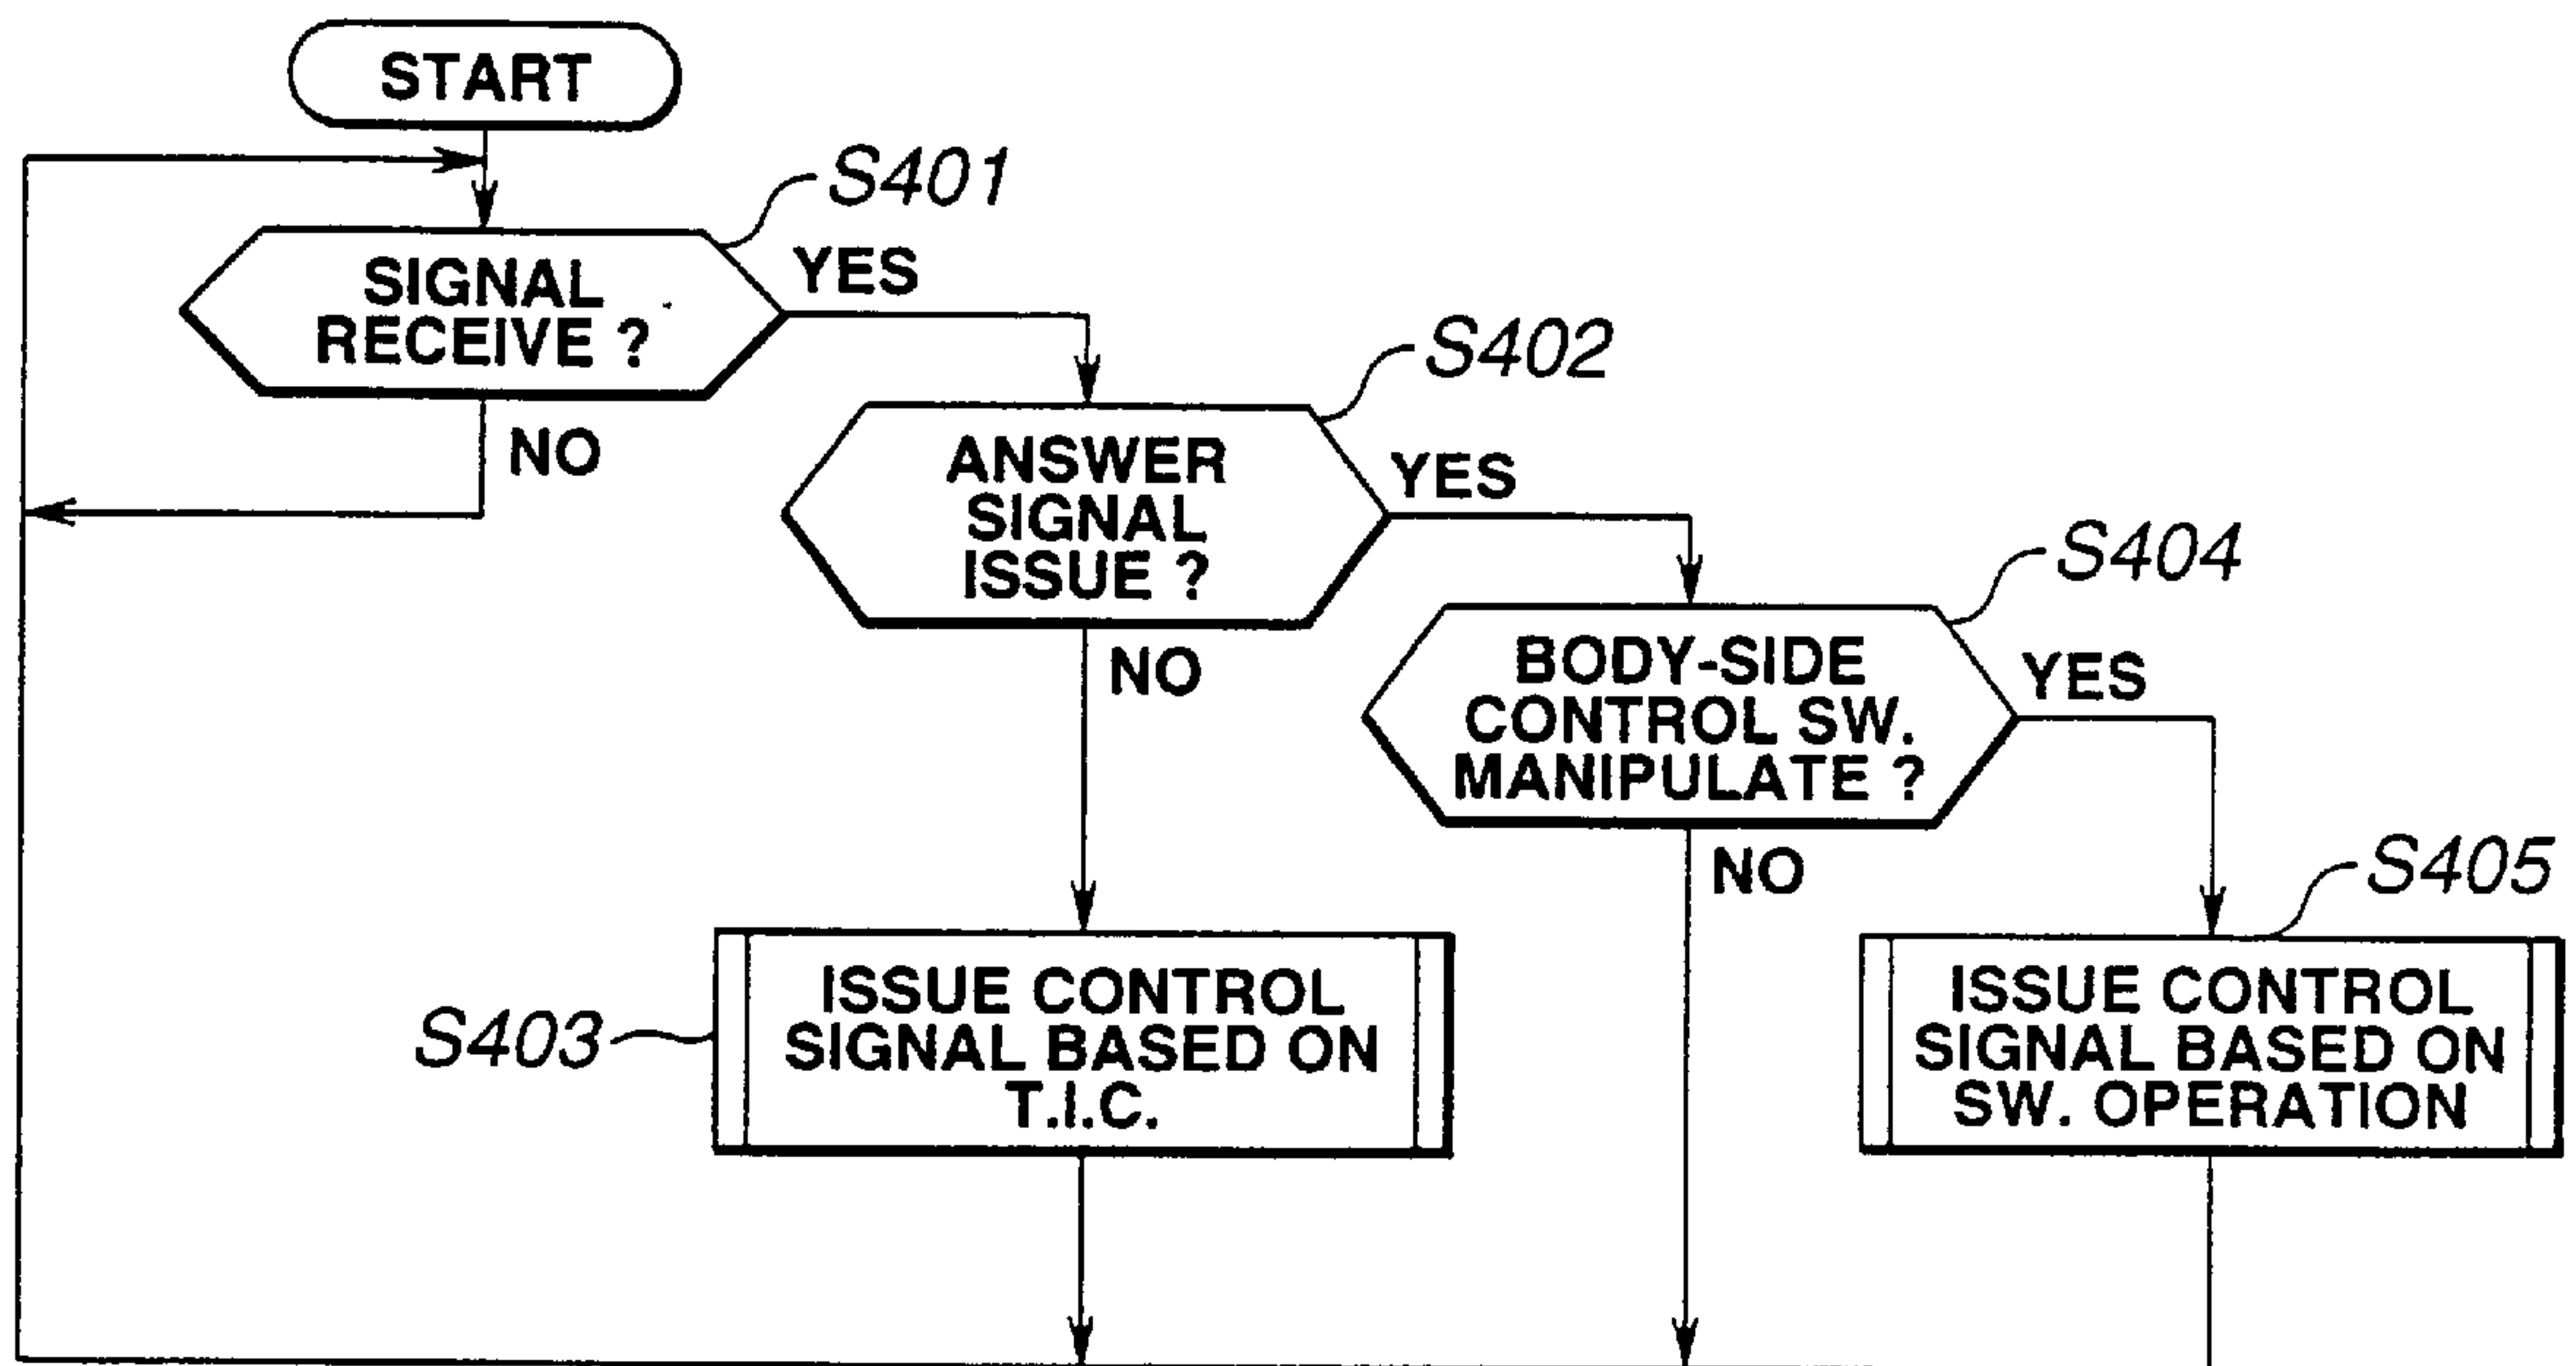 START
S401
SIGNAL
RECEIVE ?
YES
NO
S402
ANSWER
SIGNAL
ISSUE ?
YES
NO
S404
BODY-SIDE
CONTROL SW.
MANIPULATE ?
YES
NO
S403
ISSUE CONTROL
SIGNAL BASED ON
T.I.C.
S405
ISSUE CONTROL
SIGNAL BASED ON
SW. OPERATION